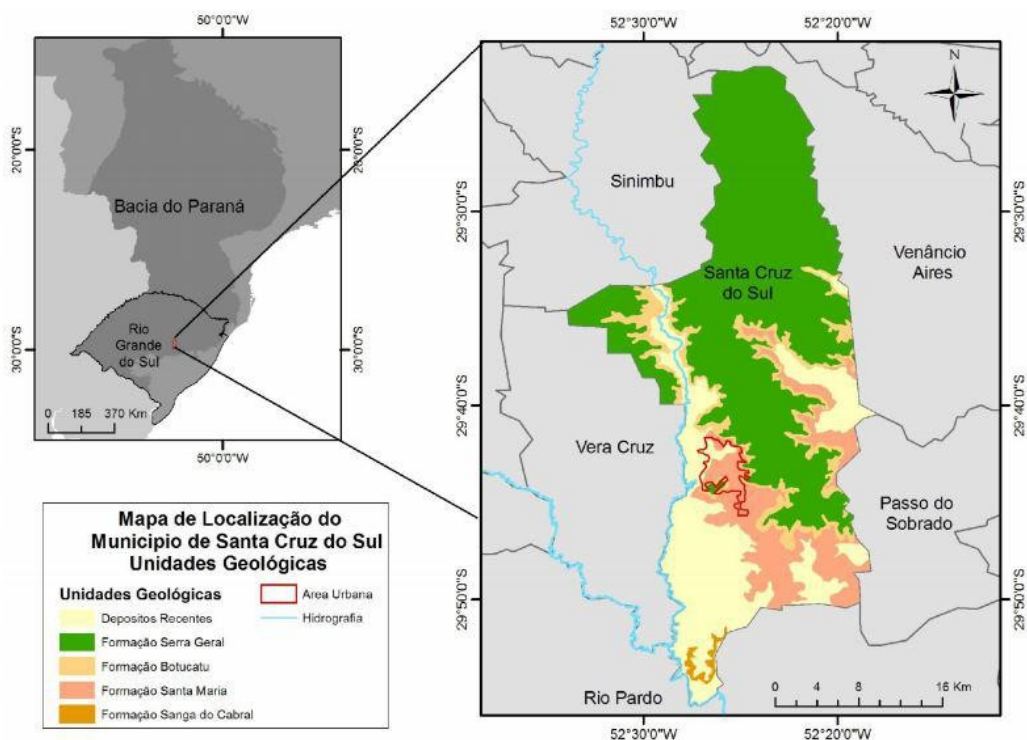 50°0'0"W
20°0'0"S
20°0'0"S
Bacia do Paraná
Rio
Grande
do Sul
30°0'0"S
30°0'0"S
0 185 370 Km
50°0'0"W
Mapa de Localização do
Municipio de Santa Cruz do Sul
Unidades Geológicas
Unidades Geológicas
Depositos Recentes
Formação Serra Geral
Formação Botucatu
Formação Santa Maria
Formação Sanga do Cabral
Area Urbana
Hidrografia
52°30'0"W 52°20'0"W
N
Sinimbu
29°30'0"S
29°30'0"S
Venâncio
Aires
Santa Cruz
do Sul
29°40'0"S
29°40'0"S
Vera Cruz
Passo do
Sobrado
29°50'0"S
29°50'0"S
Rio Pardo
0 4 8 16 Km
52°30'0"W 52°20'0"W